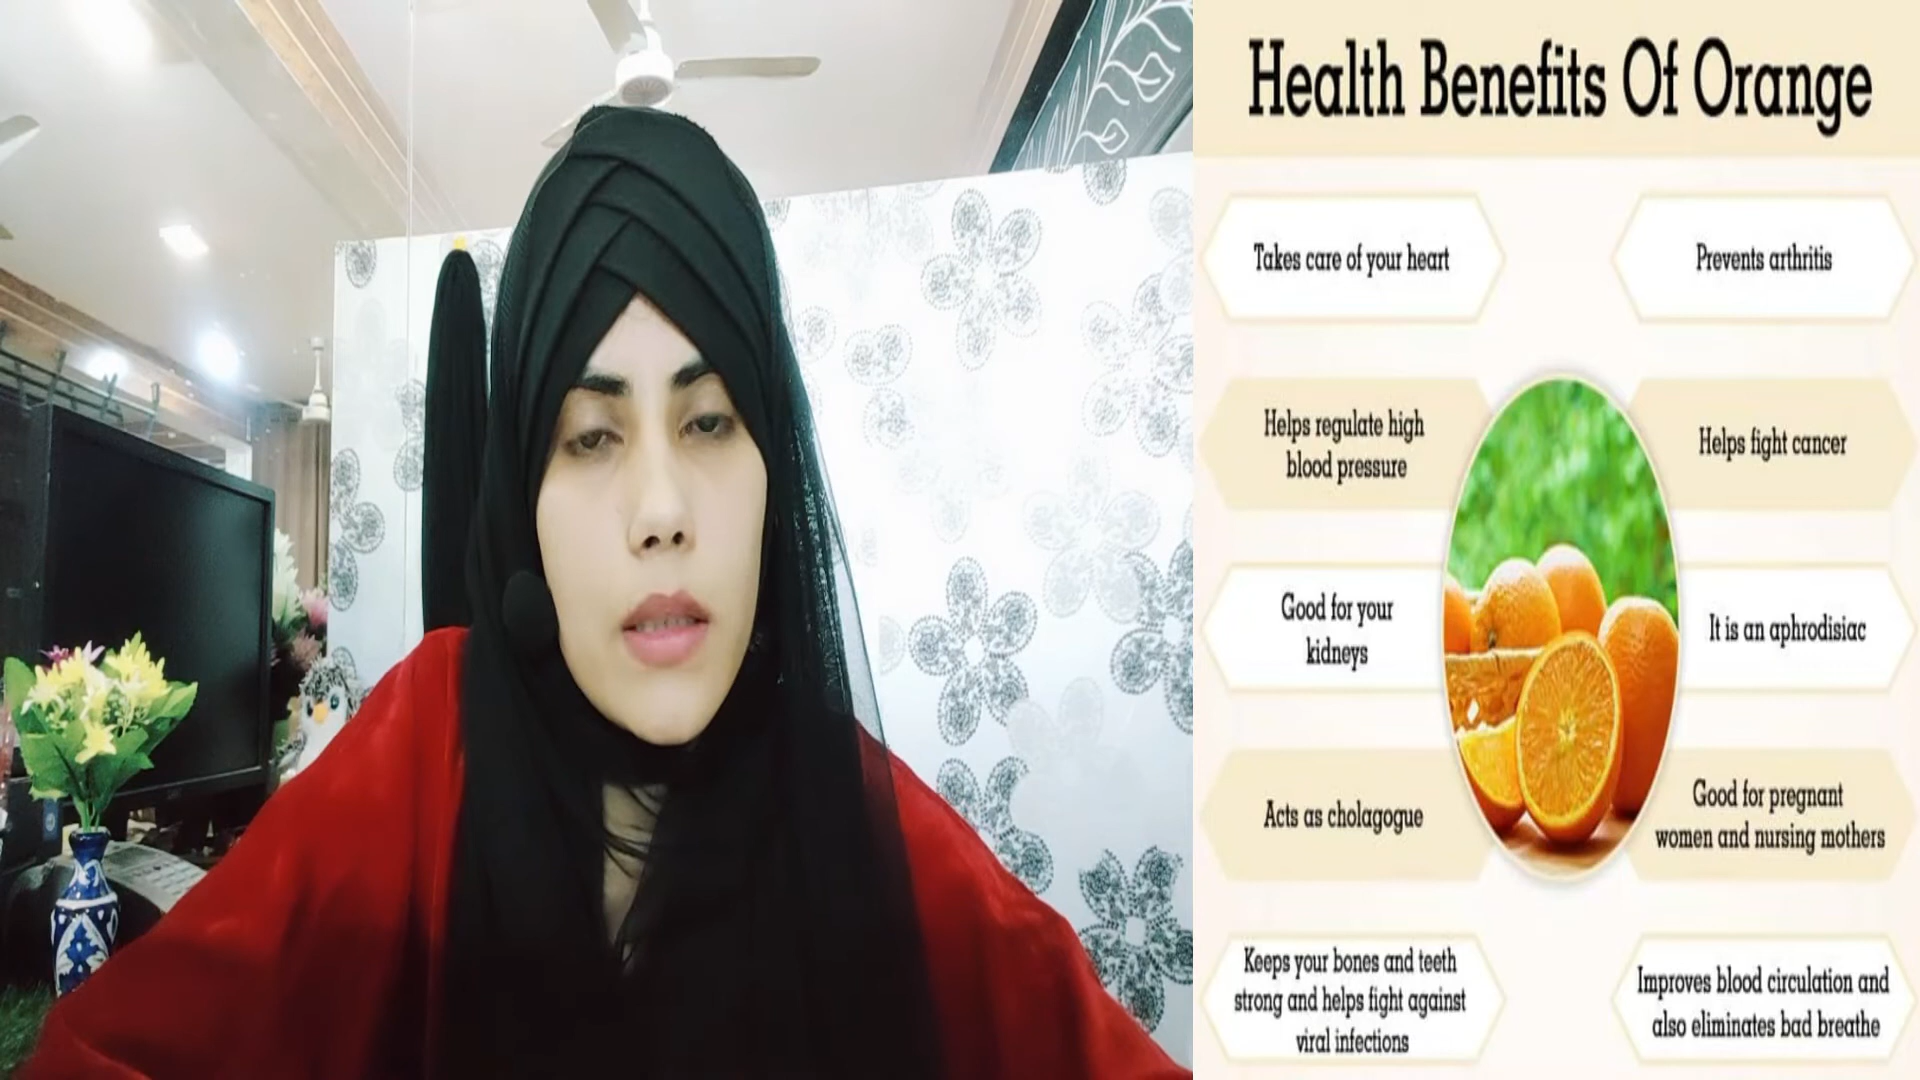 Health Benefits Of Orange
Takes care of your heart
Prevents arthritis
Helps regulate high
blood pressure
Helps fight cancer
Good for your
kidneys
It is an aphrodisiac
Acts as cholagogue
Good for pregnant
women and nursing mothers
Keeps your bones and teeth
strong and helps fight against
viral infections
Improves blood circulation and
also eliminates bad breathe